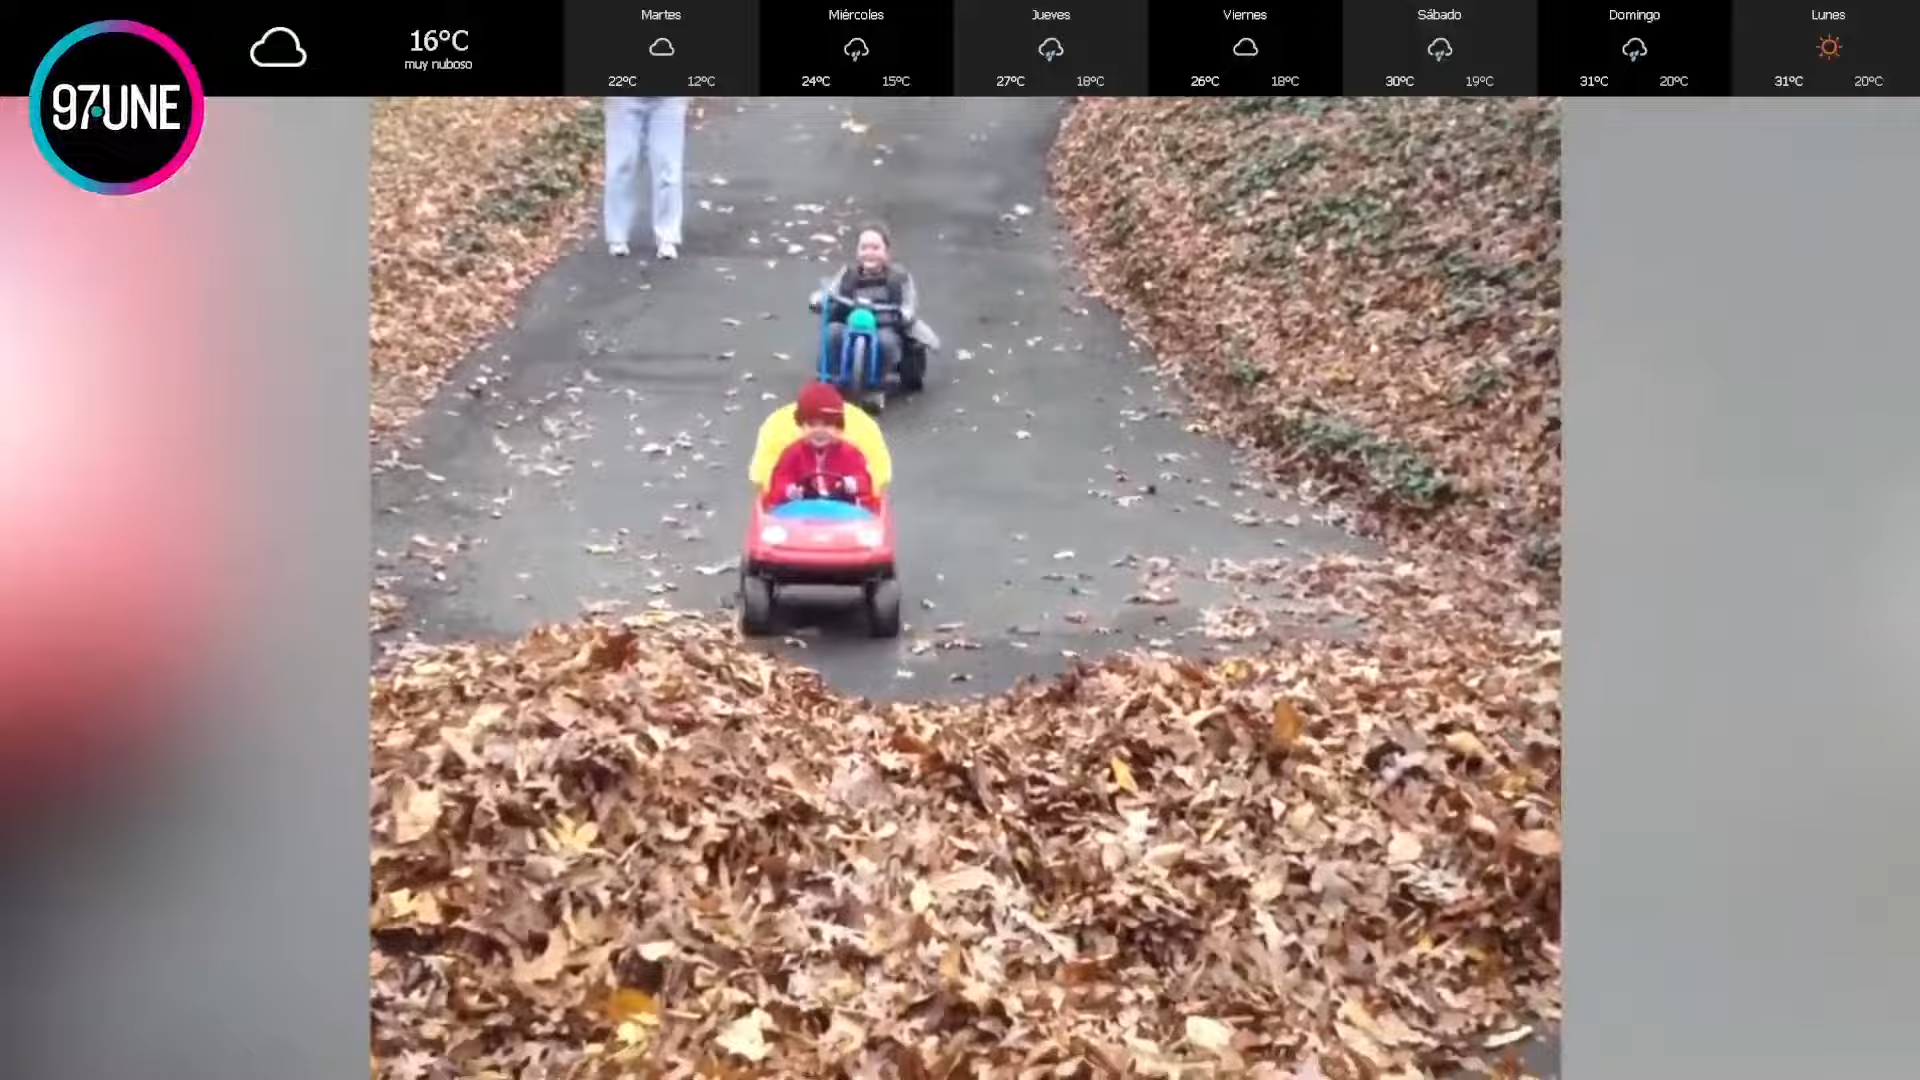 97UNE
16°C
muy nuboso
Martes
22°C 12°C
Miércoles
24°C 15°C
Jueves
27°C 18°C
Viernes
26°C 18°C
Sábado
30°C 19°C
Domingo
31°C 20°C
Lunes
31°C 20°C